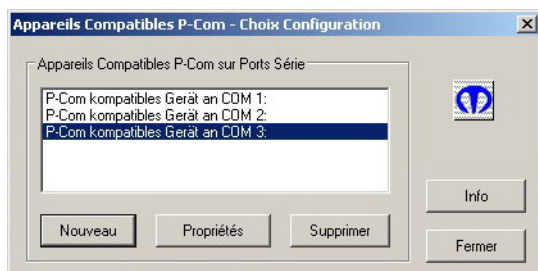 Appareils Compatibles P-Com - Choix Configuration
Appareils Compatibles P-Com sur Ports Série
P-Com kompatibles Gerät an COM 1:
P-Com kompatibles Gerät an COM 2:
P-Com kompatibles Gerät an COM 3:
Nouveau
Propriétés
Supprimer
Info
Fermer